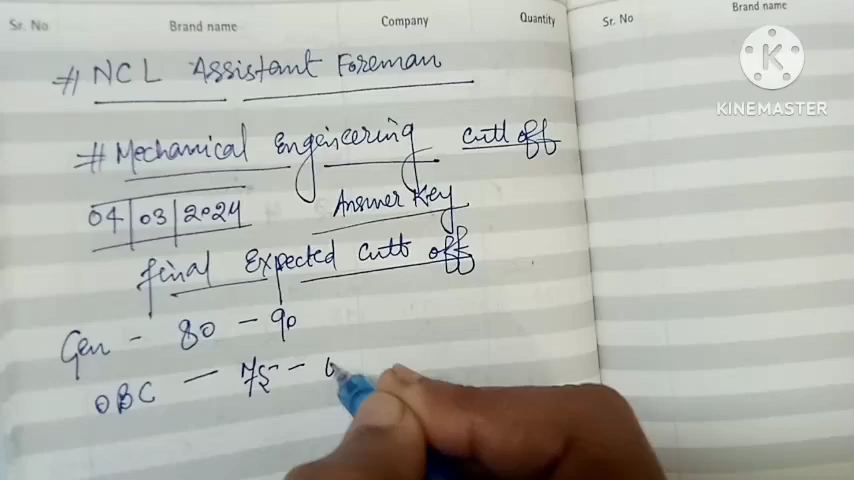 Sr. No Brand name Company Quantity Sr. No Brand name
K
KINEMASTER
# NCL Assistant Foreman
# Mechanical Engineering Cutt off
04|03|2024 Answer Key
final Expected Cutt off
Gen - 80 - 90
OBC - 75 -